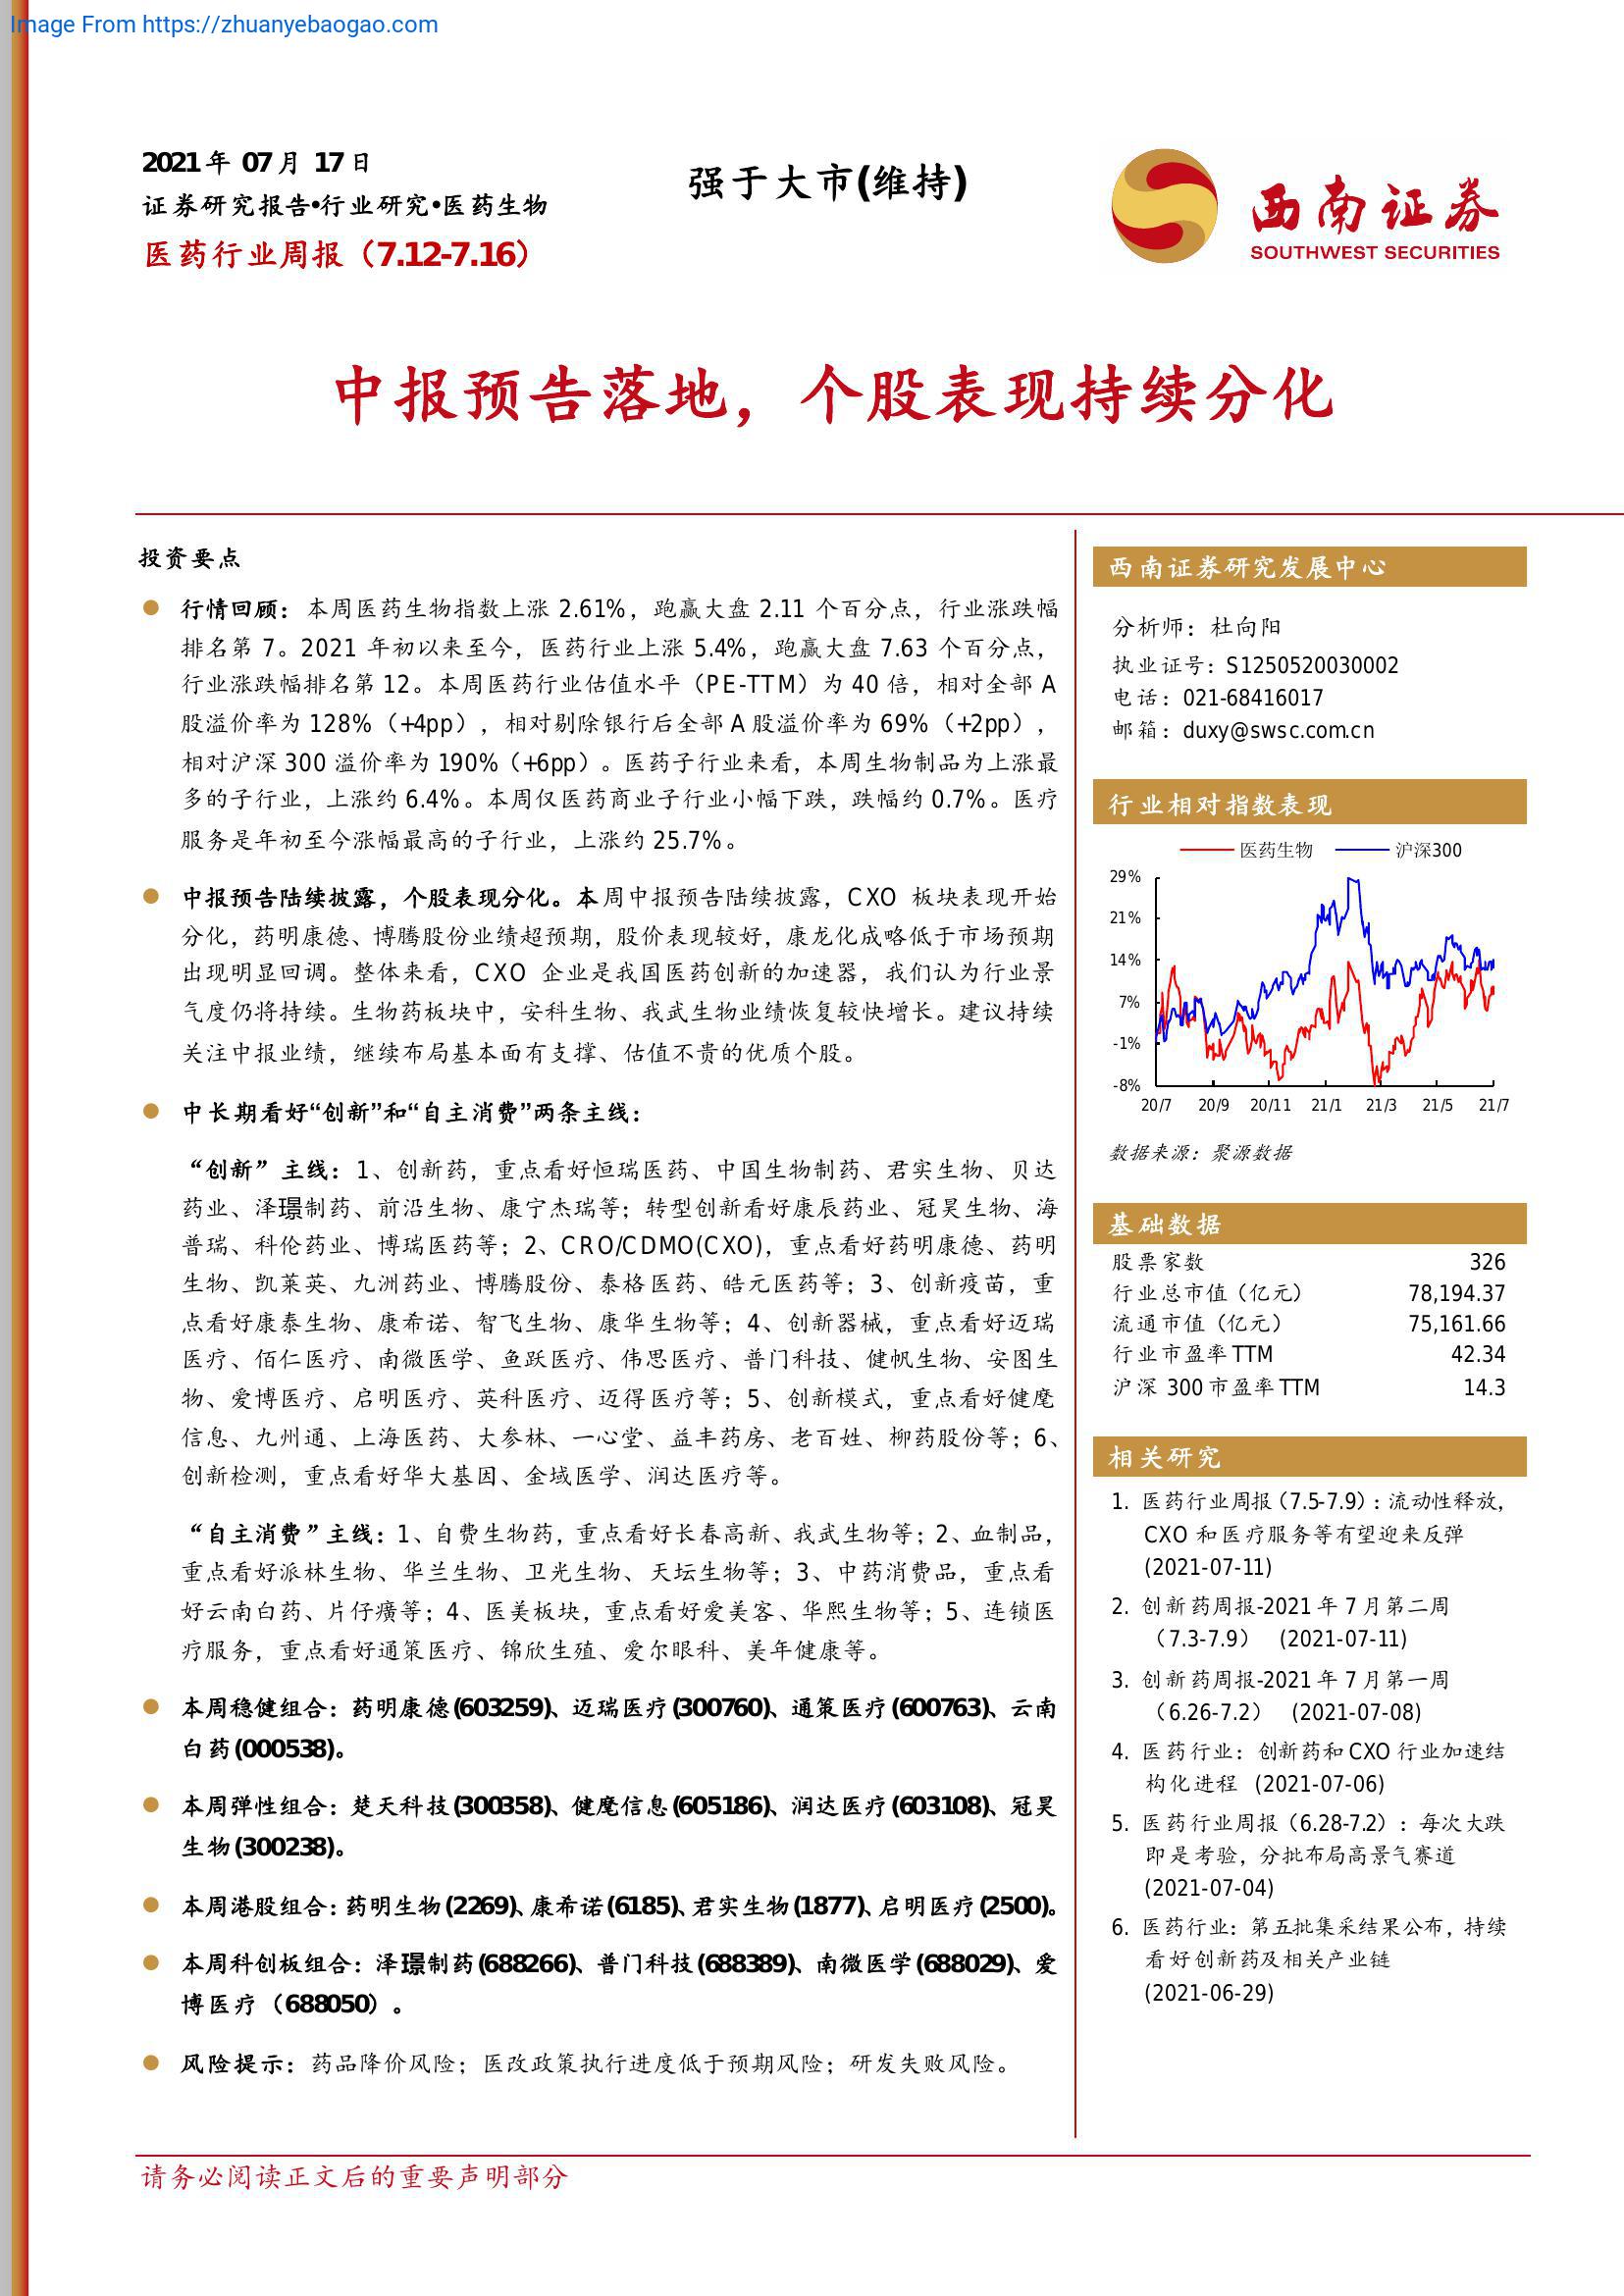 Image From https://zhuanyebaogao.com
2021年 07月 17日
证券研究报告•行业研究•医药生物
医药行业周报（7.12-7.16）
强于大市(维持)
西南证券
SOUTHWEST SECURITIES
中报预告落地，个股表现持续分化
投资要点
行情回顾：本周医药生物指数上涨 2.61%，跑赢大盘 2.11 个百分点，行业涨跌幅
排名第 7。2021 年初以来至今，医药行业上涨 5.4%，跑赢大盘 7.63 个百分点，
行业涨跌幅排名第 12。本周医药行业估值水平（PE-TTM）为 40 倍，相对全部 A
股溢价率为 128%（+4pp），相对剔除银行后全部 A 股溢价率为 69%（+2pp），
相对沪深 300 溢价率为 190%（+6pp）。医药子行业来看，本周生物制品为上涨最
多的子行业，上涨约 6.4%。本周仅医药商业子行业小幅下跌，跌幅约 0.7%。医疗
服务是年初至今涨幅最高的子行业，上涨约 25.7%。
中报预告陆续披露，个股表现分化。本周中报预告陆续披露，CXO 板块表现开始
分化，药明康德、博腾股份业绩超预期，股价表现较好，康龙化成略低于市场预期
出现明显回调。整体来看，CXO 企业是我国医药创新的加速器，我们认为行业景
气度仍将持续。生物药板块中，安科生物、我武生物业绩恢复较快增长。建议持续
关注中报业绩，继续布局基本面有支撑、估值不贵的优质个股。
中长期看好“创新”和“自主消费”两条主线：
“创新”主线：1、创新药，重点看好恒瑞医药、中国生物制药、君实生物、贝达
药业、泽璟制药、前沿生物、康宁杰瑞等；转型创新看好康辰药业、冠昊生物、海
普瑞、科伦药业、博瑞医药等；2、CRO/CDMO(CXO)，重点看好药明康德、药明
生物、凯莱英、九洲药业、博腾股份、泰格医药、皓元医药等；3、创新疫苗，重
点看好康泰生物、康希诺、智飞生物、康华生物等；4、创新器械，重点看好迈瑞
医疗、佰仁医疗、南微医学、鱼跃医疗、伟思医疗、普门科技、健帆生物、安图生
物、爱博医疗、启明医疗、英科医疗、迈得医疗等；5、创新模式，重点看好健麾
信息、九州通、上海医药、大参林、一心堂、益丰药房、老百姓、柳药股份等；6、
创新检测，重点看好华大基因、金域医学、润达医疗等。
“自主消费”主线：1、自费生物药，重点看好长春高新、我武生物等；2、血制品，
重点看好派林生物、华兰生物、卫光生物、天坛生物等；3、中药消费品，重点看
好云南白药、片仔癀等；4、医美板块，重点看好爱美客、华熙生物等；5、连锁医
疗服务，重点看好通策医疗、锦欣生殖、爱尔眼科、美年健康等。
本周稳健组合：药明康德(603259)、迈瑞医疗(300760)、通策医疗(600763)、云南
白药(000538)。
本周弹性组合：楚天科技(300358)、健麾信息(605186)、润达医疗(603108)、冠昊
生物(300238)。
本周港股组合：药明生物(2269)、康希诺(6185)、君实生物(1877)、启明医疗(2500)。
本周科创板组合：泽璟制药(688266)、普门科技(688389)、南微医学(688029)、爱
博医疗（688050）。
风险提示：药品降价风险；医改政策执行进度低于预期风险；研发失败风险。
西南证券研究发展中心
分析师：杜向阳
执业证号：S1250520030002
电话：021-68416017
邮箱：duxy@swsc.com.cn
行业相对指数表现
医药生物 沪深300
29%
21%
14%
7%
-1%
-8%
20/7 20/9 20/11 21/1 21/3 21/5 21/7
数据来源：聚源数据
基础数据
股票家数 326
行业总市值（亿元） 78,194.37
流通市值（亿元） 75,161.66
行业市盈率 TTM 42.34
沪深 300 市盈率 TTM 14.3
相关研究
1. 医药行业周报（7.5-7.9）：流动性释放，
CXO 和医疗服务等有望迎来反弹
(2021-07-11)
2. 创新药周报-2021 年 7 月第二周
（7.3-7.9） (2021-07-11)
3. 创新药周报-2021 年 7 月第一周
（6.26-7.2） (2021-07-08)
4. 医药行业：创新药和 CXO 行业加速结
构化进程 (2021-07-06)
5. 医药行业周报（6.28-7.2）：每次大跌
即是考验，分批布局高景气赛道
(2021-07-04)
6. 医药行业：第五批集采结果公布，持续
看好创新药及相关产业链
(2021-06-29)
请务必阅读正文后的重要声明部分